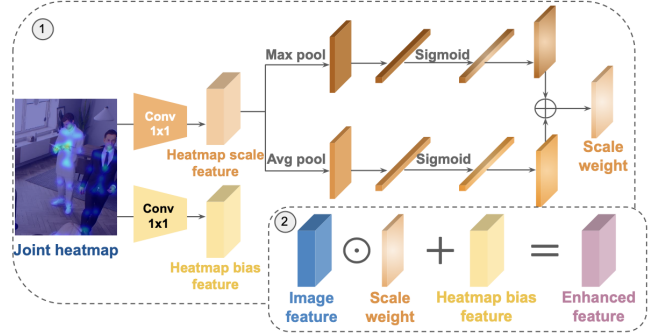 1
Max pool
Sigmoid
Conv
1x1
Heatmap scale
feature
Scale
weight
Avg pool
Sigmoid
Conv
1x1
Joint heatmap
Heatmap bias
feature
2
Image
feature
Scale
weight
Heatmap bias
feature
Enhanced
feature